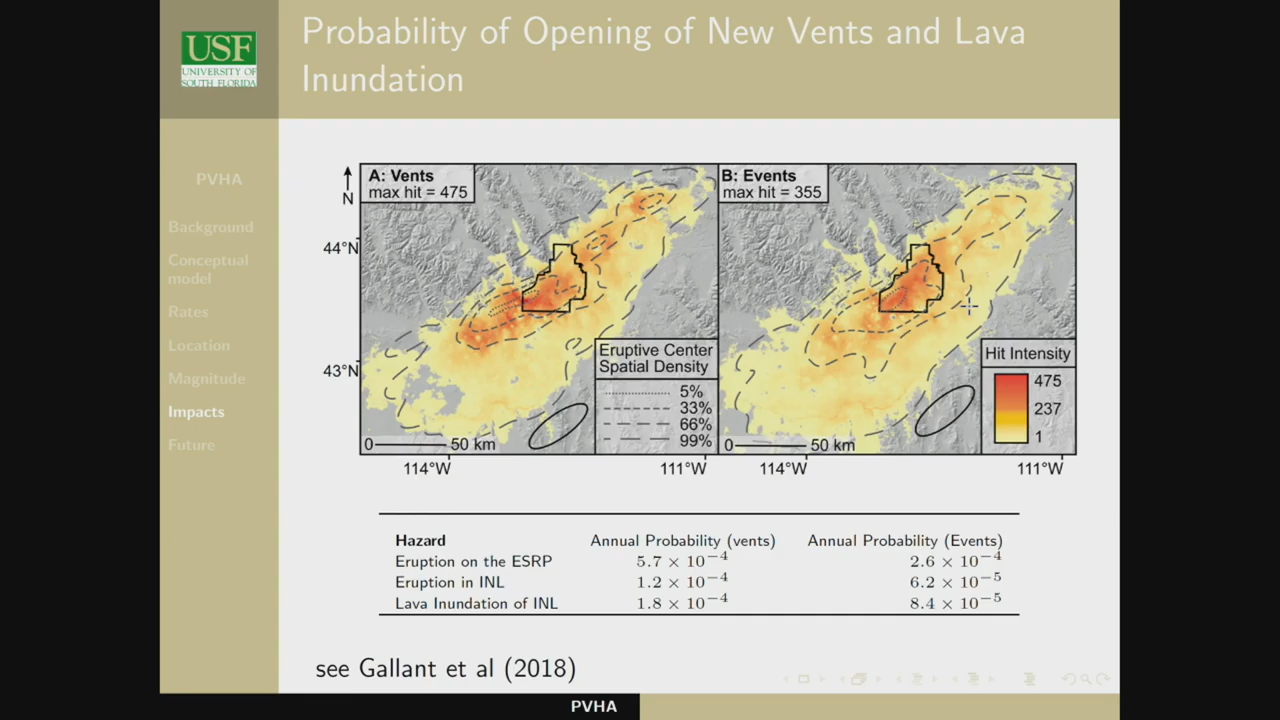 Probability of Opening of New Vents and Lava
Inundation
USF
UNIVERSITY OF
SOUTH FLORIDA
PVHA
Background
Conceptual
model
Rates
Location
Magnitude
Impacts
Future
A: Vents
max hit = 475
B: Events
max hit = 355
N
44°N
43°N
Eruptive Center
Spatial Density
5%
33%
66%
99%
Hit Intensity
475
237
1
0 50 km
0 50 km
114°W
111°W
114°W
111°W
Hazard Annual Probability (vents) Annual Probability (Events)
Eruption on the ESRP 5.7 × 10⁻⁴ 2.6 × 10⁻⁴
Eruption in INL 1.2 × 10⁻⁴ 6.2 × 10⁻⁵
Lava Inundation of INL 1.8 × 10⁻⁴ 8.4 × 10⁻⁵
see Gallant et al (2018)
PVHA